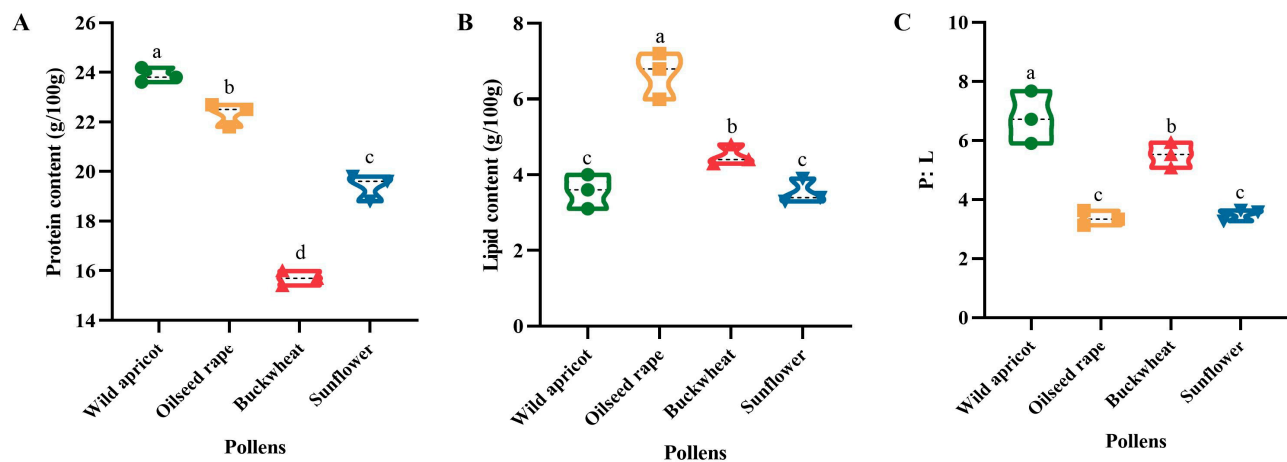 A
Protein content (g/100g)
26
24
22
20
18
16
14
a
b
d
c
Wild apricot
Oilseed rape
Buckwheat
Sunflower
Pollens
B
Lipid content (g/100g)
8
6
4
2
0
c
a
b
c
Wild apricot
Oilseed rape
Buckwheat
Sunflower
Pollens
C
P: L
10
8
6
4
2
0
a
c
b
c
Wild apricot
Oilseed rape
Buckwheat
Sunflower
Pollens